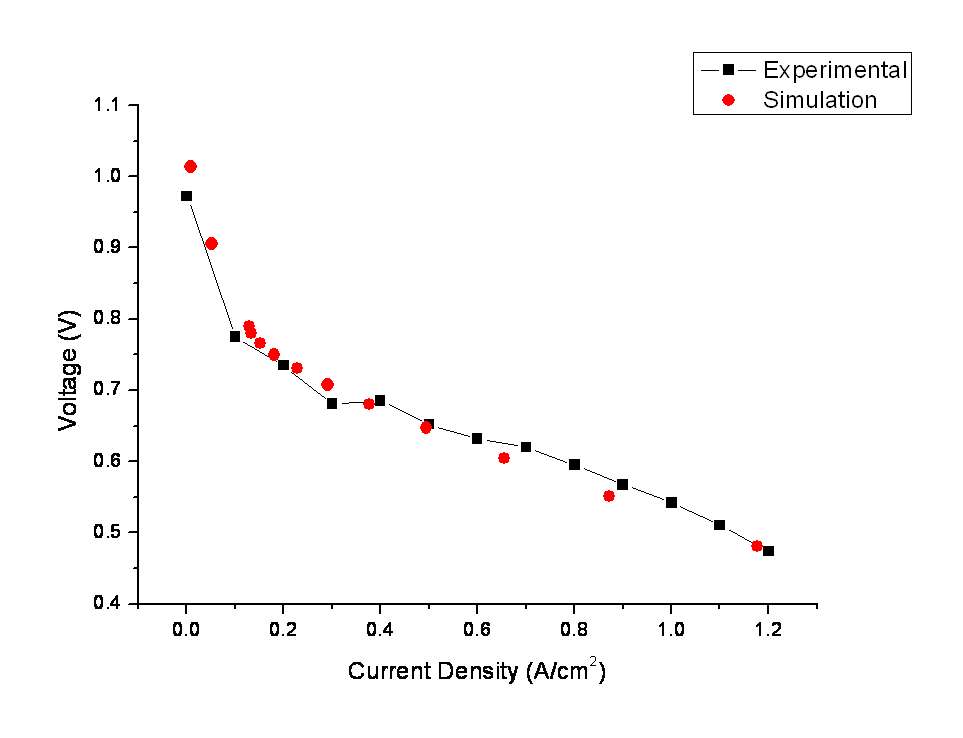 Experimental
Simulation
1.1
1.0
0.9
0.8
0.7
0.6
0.5
0.4
Voltage (V)
0.0 0.2 0.4 0.6 0.8 1.0 1.2
Current Density (A/cm²)